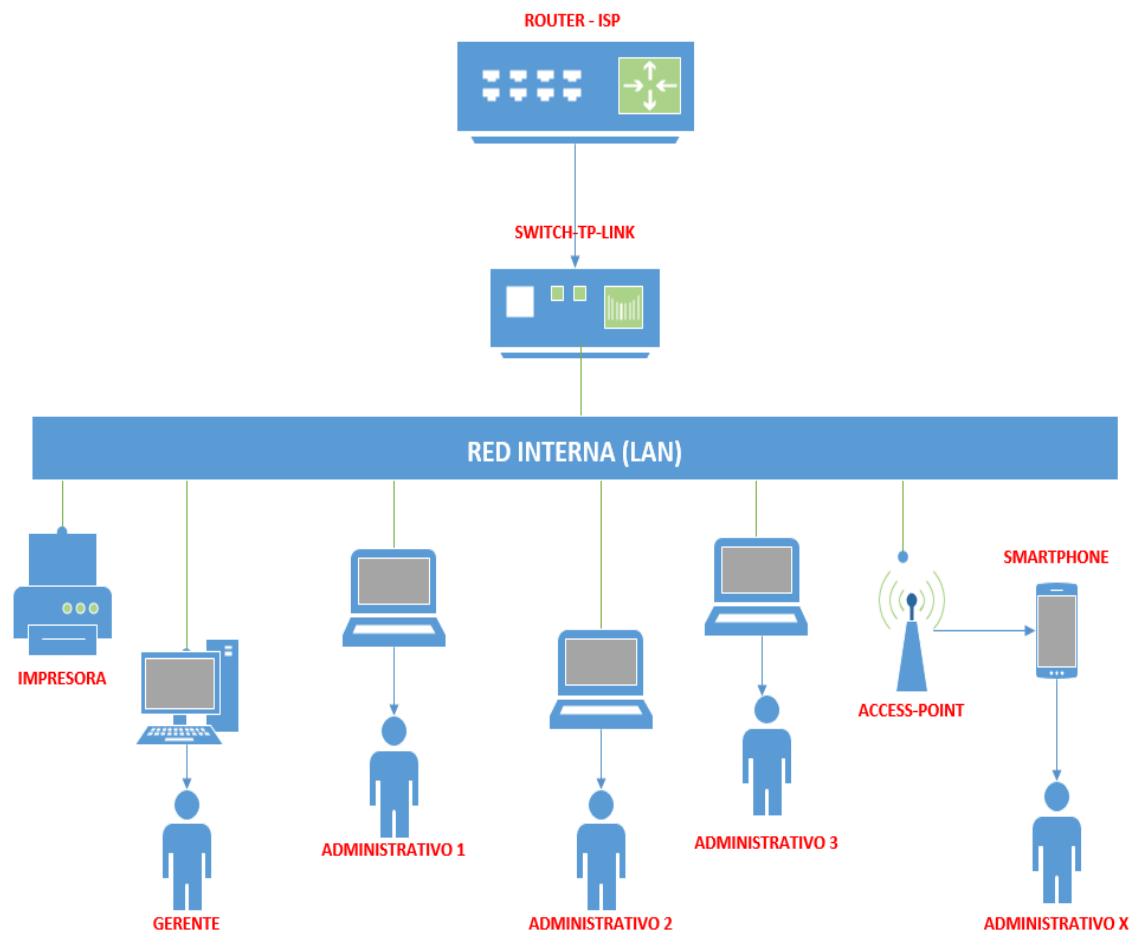 ROUTER - ISP
SWITCH-TP-LINK
RED INTERNA (LAN)
SMARTPHONE
IMPRESORA
ACCESS-POINT
ADMINISTRATIVO 1
ADMINISTRATIVO 3
GERENTE
ADMINISTRATIVO 2
ADMINISTRATIVO X